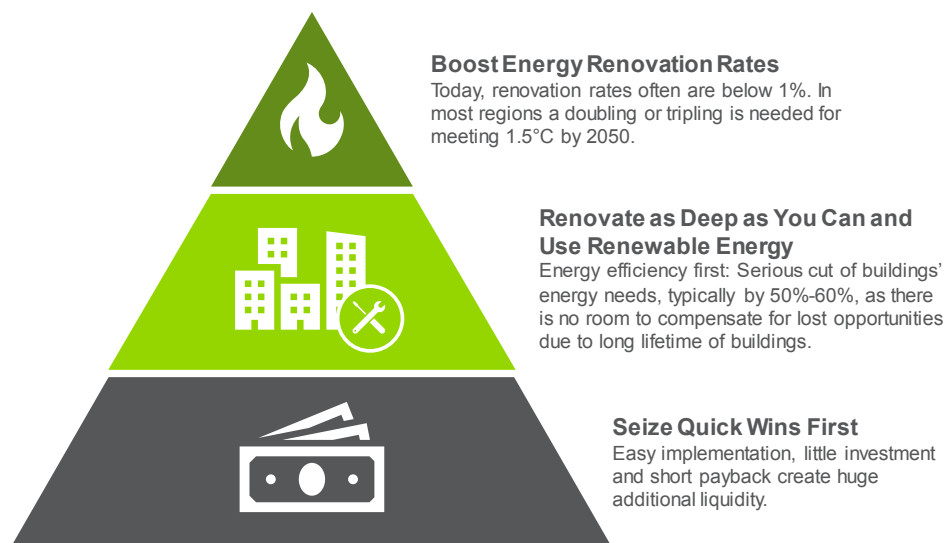 Boost Energy Renovation Rates
Today, renovation rates often are below 1%. In
most regions a doubling or tripling is needed for
meeting 1.5°C by 2050.
Renovate as Deep as You Can and
Use Renewable Energy
Energy efficiency first: Serious cut of buildings’
energy needs, typically by 50%-60%, as there
is no room to compensate for lost opportunities
due to long lifetime of buildings.
Seize Quick Wins First
Easy implementation, little investment
and short payback create huge
additional liquidity.